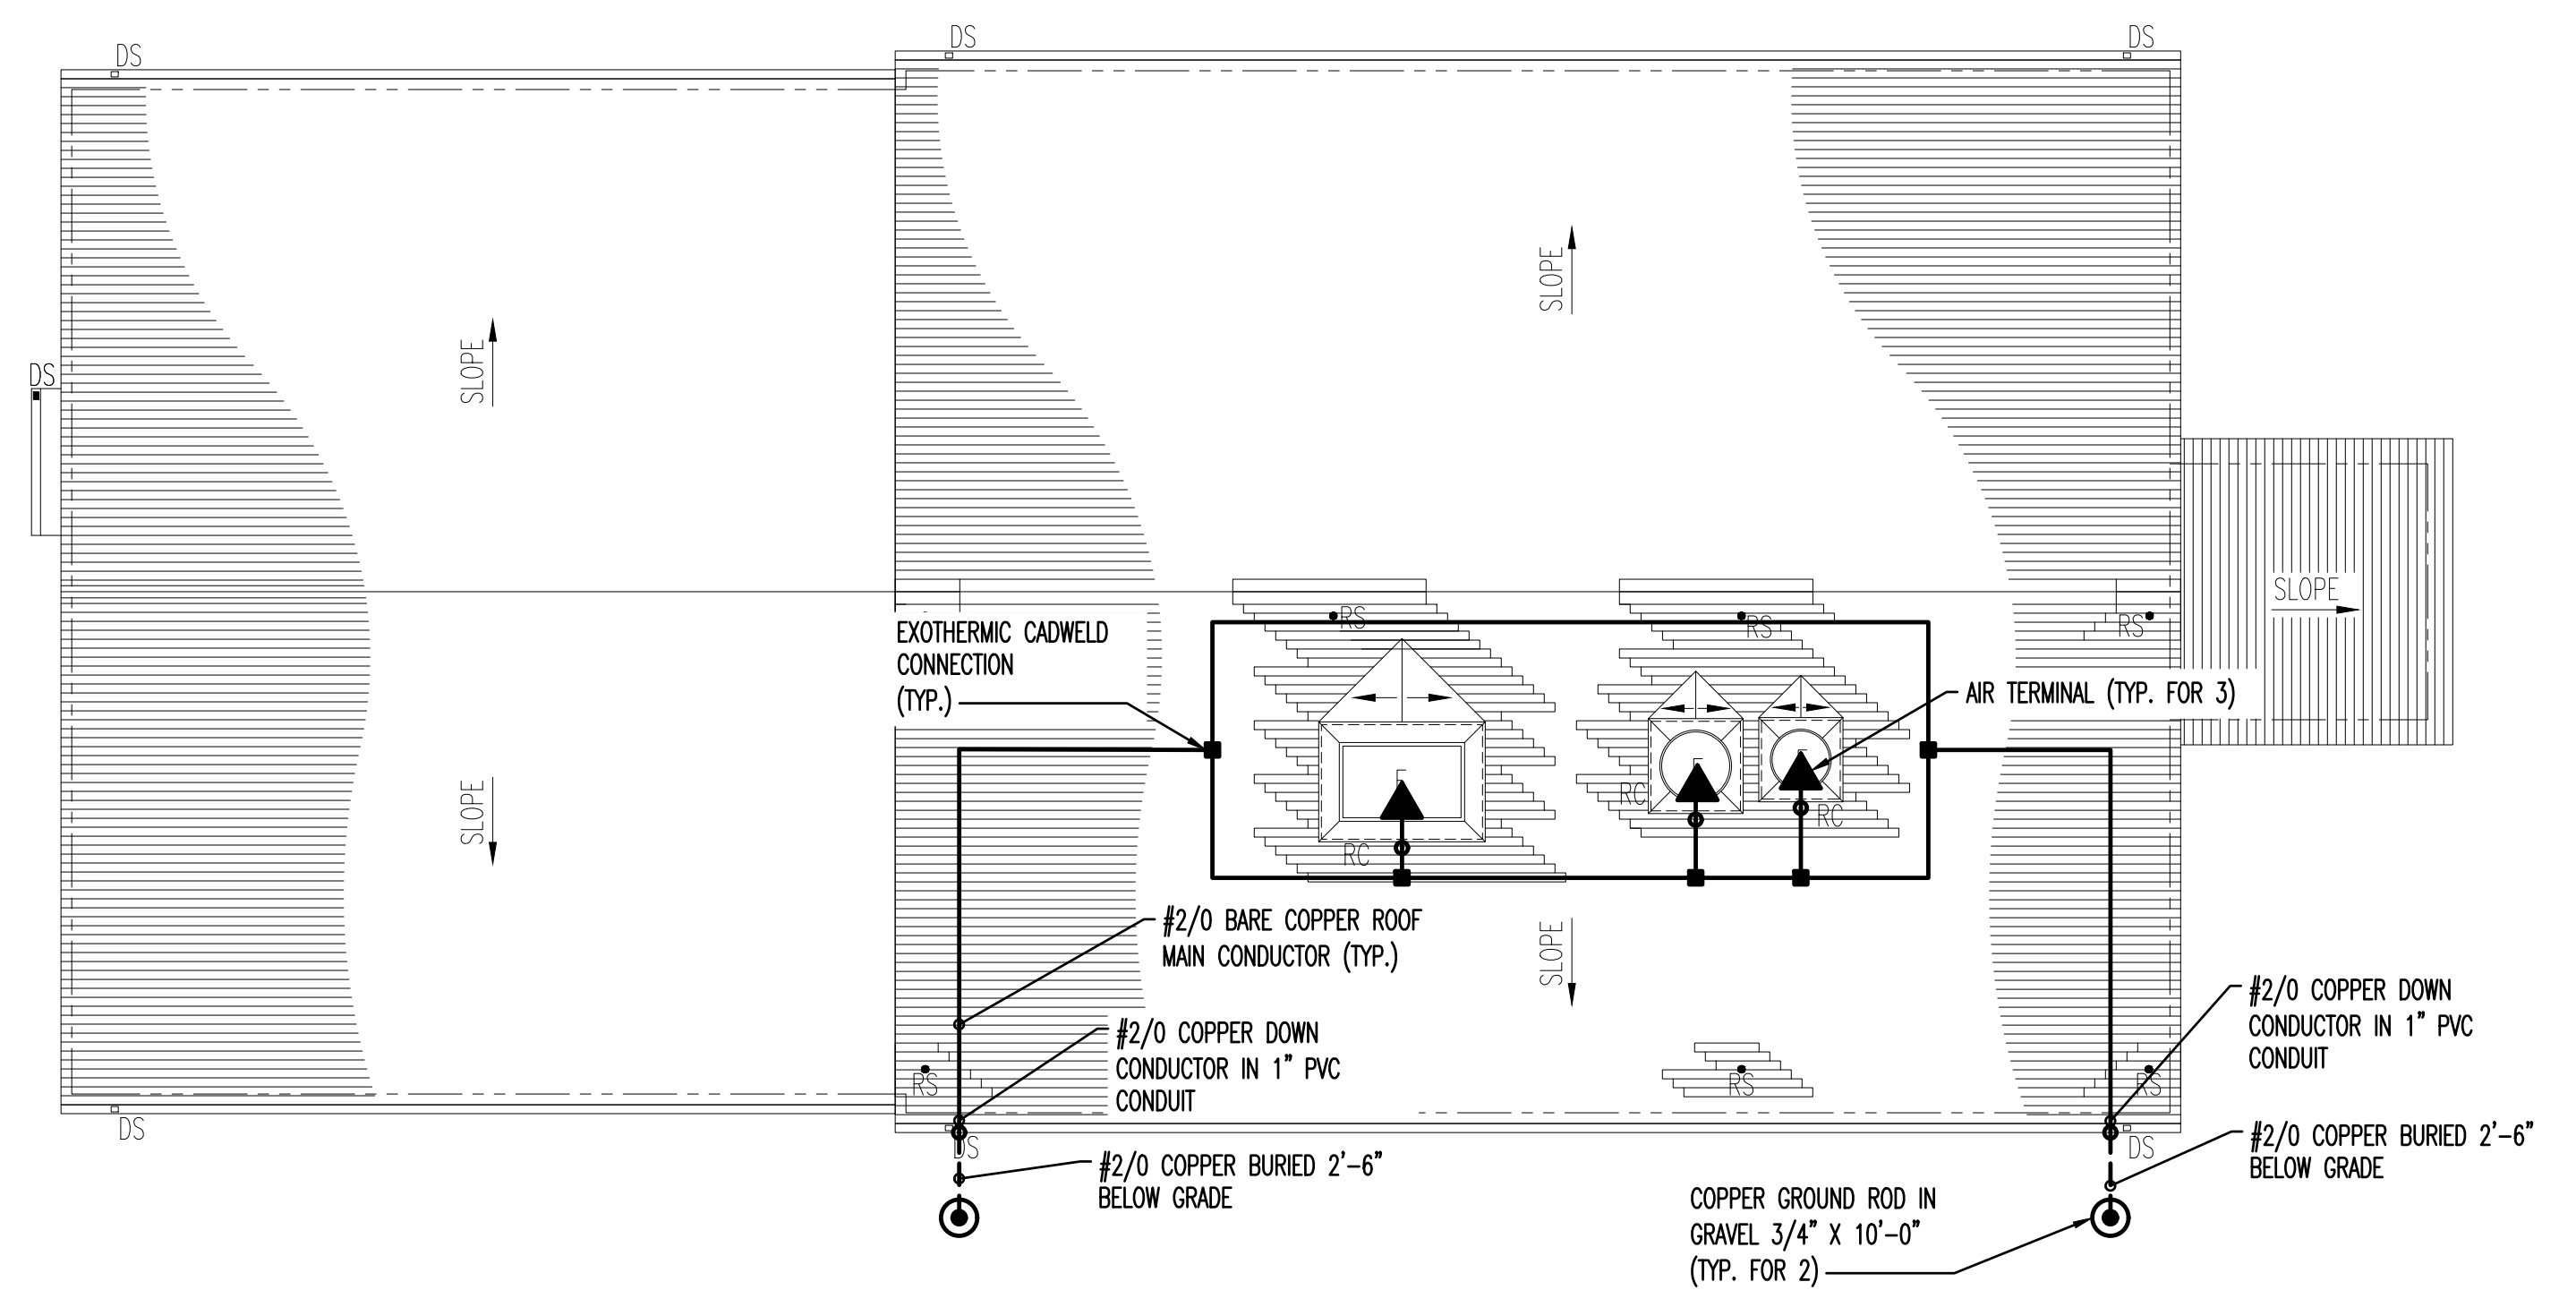 DS
DS
DS
DS
SLOPE
SLOPE
SLOPE
RS
RS
RS
EXOTHERMIC CADWELD
CONNECTION
(TYP.)
AIR TERMINAL (TYP. FOR 3)
SLOPE
RC
RC
RC
#2/0 BARE COPPER ROOF
MAIN CONDUCTOR (TYP.)
SLOPE
#2/0 COPPER DOWN
CONDUCTOR IN 1" PVC
CONDUIT
#2/0 COPPER DOWN
CONDUCTOR IN 1" PVC
CONDUIT
RS
RS
RS
DS
DS
DS
#2/0 COPPER BURIED 2'-6"
BELOW GRADE
#2/0 COPPER BURIED 2'-6"
BELOW GRADE
COPPER GROUND ROD IN
GRAVEL 3/4" X 10'-0"
(TYP. FOR 2)